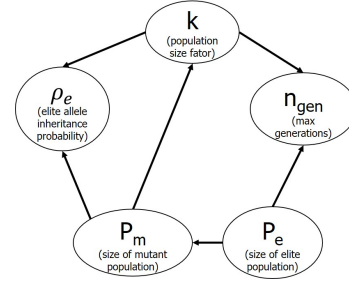 k
(population
size fator)
ρe
(elite allele
inheritance
probability)
ngen
(max
generations)
Pm
(size of mutant
population)
Pe
(size of elite
population)